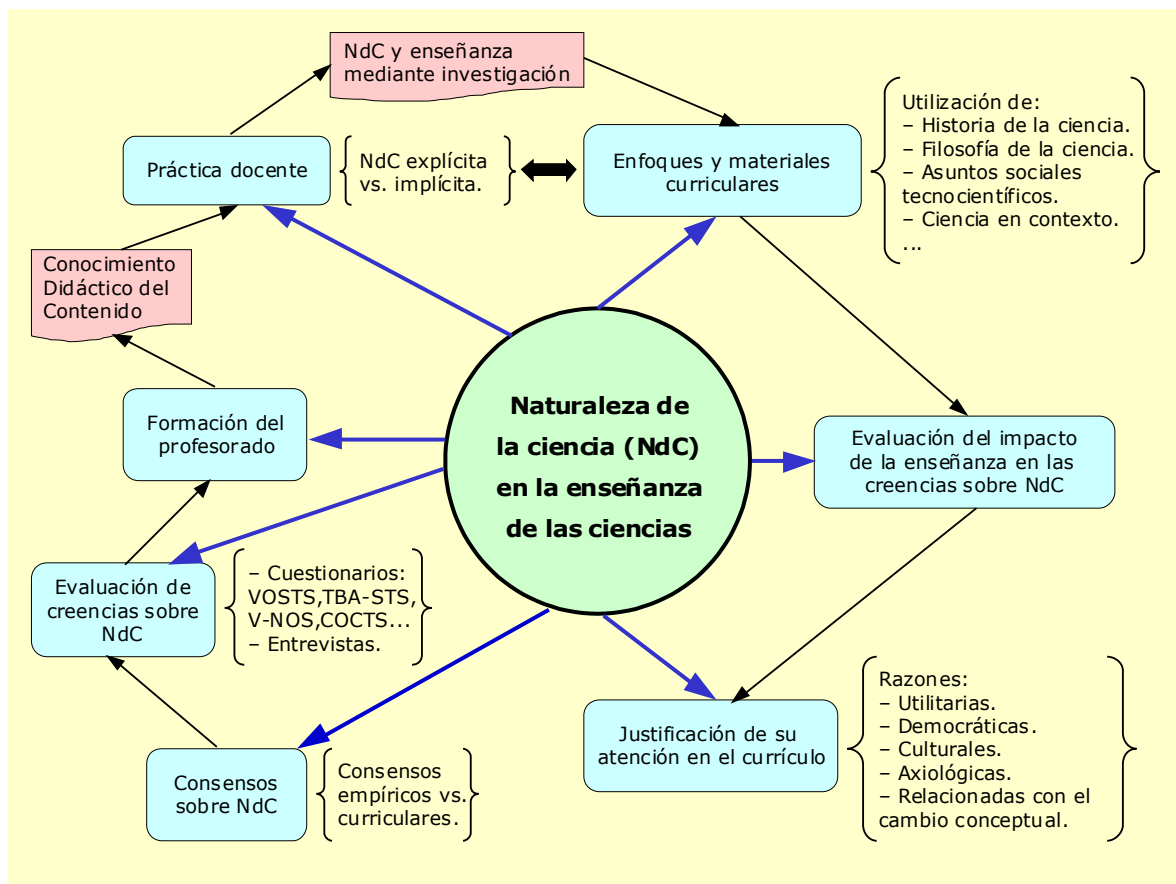 NdC y enseñanza
mediante investigación
Práctica docente
NdC explícita
vs. implícita.
Enfoques y materiales
curriculares
Utilización de:
– Historia de la ciencia.
– Filosofía de la ciencia.
– Asuntos sociales
tecnocientíficos.
– Ciencia en contexto.
...
Conocimiento
Didáctico del
Contenido
Naturaleza de
la ciencia (NdC)
en la enseñanza
de las ciencias
Formación del
profesorado
Evaluación del impacto
de la enseñanza en las
creencias sobre NdC
Evaluación de
creencias sobre
NdC
– Cuestionarios:
VOSTS,TBA-STS,
V-NOS,COCTS...
– Entrevistas.
Justificación de su
atención en el currículo
Razones:
– Utilitarias.
– Democráticas.
– Culturales.
– Axiológicas.
– Relacionadas con el
cambio conceptual.
Consensos
sobre NdC
Consensos
empíricos vs.
curriculares.